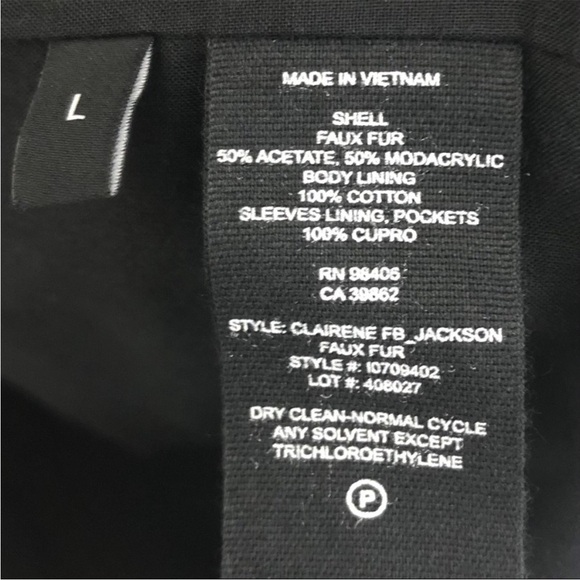 L
MADE IN VIETNAM
SHELL
FAUX FUR
50% ACETATE, 50% MODACRYLIC
BODY LINING
100% COTTON
SLEEVES LINING, POCKETS
100% CUPRO
RN 98405
CA 39862
STYLE: CLAIRENE FB_JACKSON
FAUX FUR
STYLE #: I0709402
LOT #: 408027
DRY CLEAN-NORMAL CYCLE
ANY SOLVENT EXCEPT
TRICHLOROETHYLENE
P